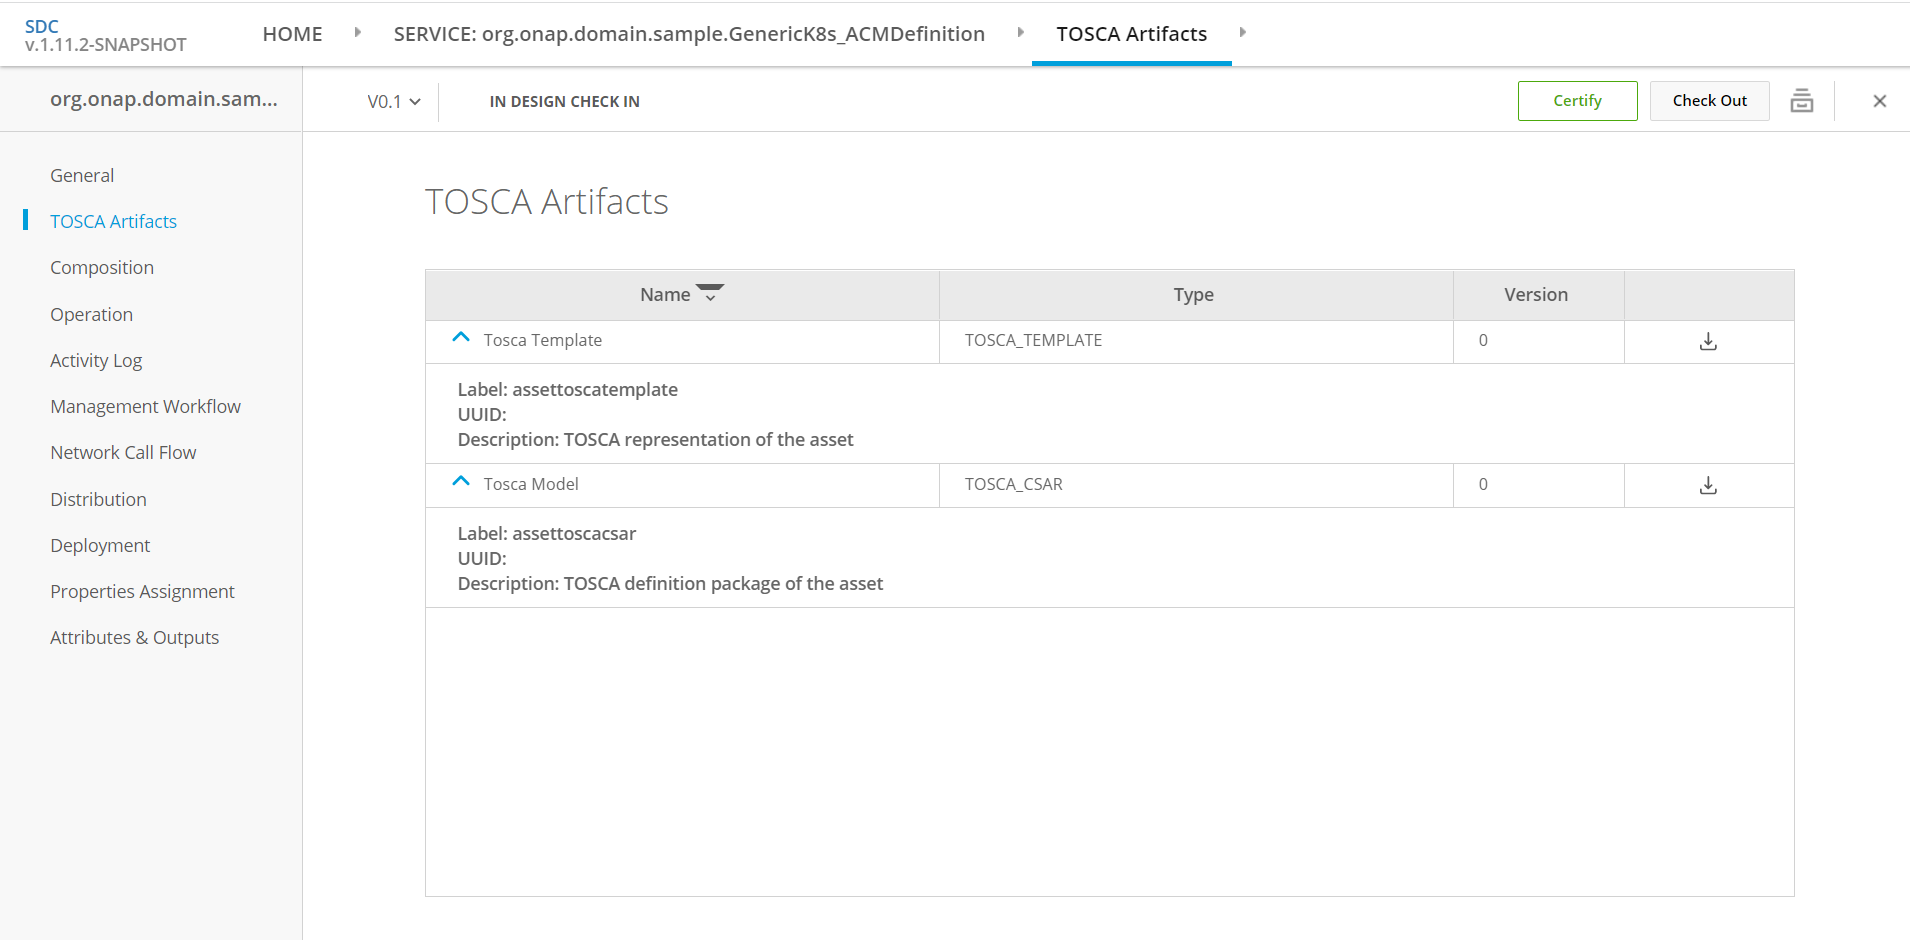 SDC
v.1.11.2-SNAPSHOT
HOME
SERVICE: org.onap.domain.sample.GenericK8s_ACMDefinition
TOSCA Artifacts
org.onap.domain.sam...
V0.1
IN DESIGN CHECK IN
Certify
Check Out
General
TOSCA Artifacts
Composition
Operation
Activity Log
Management Workflow
Network Call Flow
Distribution
Deployment
Properties Assignment
Attributes & Outputs
TOSCA Artifacts
Name Type Version
Tosca Template TOSCA_TEMPLATE 0
Label: assettoscatemplate
UUID:
Description: TOSCA representation of the asset
Tosca Model TOSCA_CSAR 0
Label: assettoscacsar
UUID:
Description: TOSCA definition package of the asset